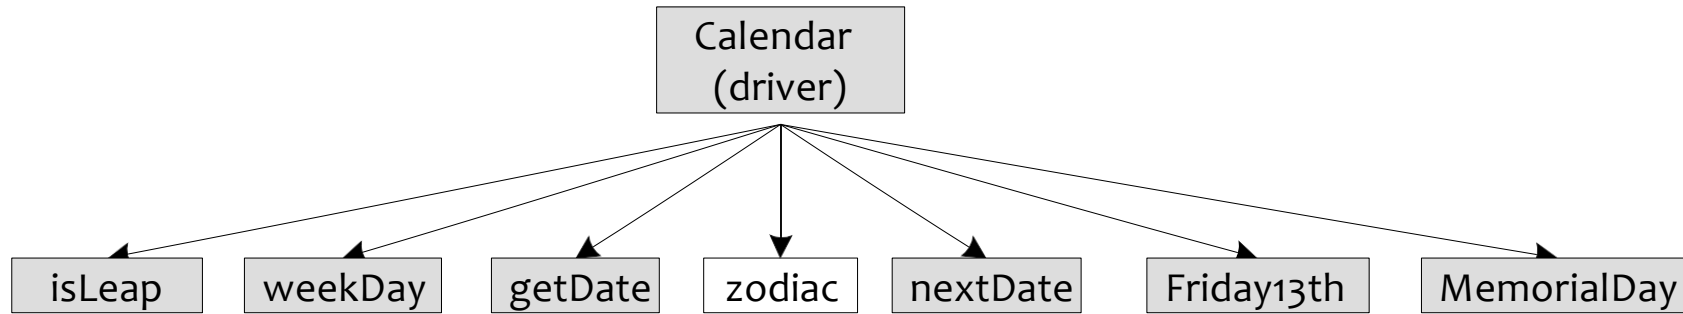 Calendar
(driver)
isLeap
weekDay
getDate
zodiac
nextDate
Friday13th
MemorialDay